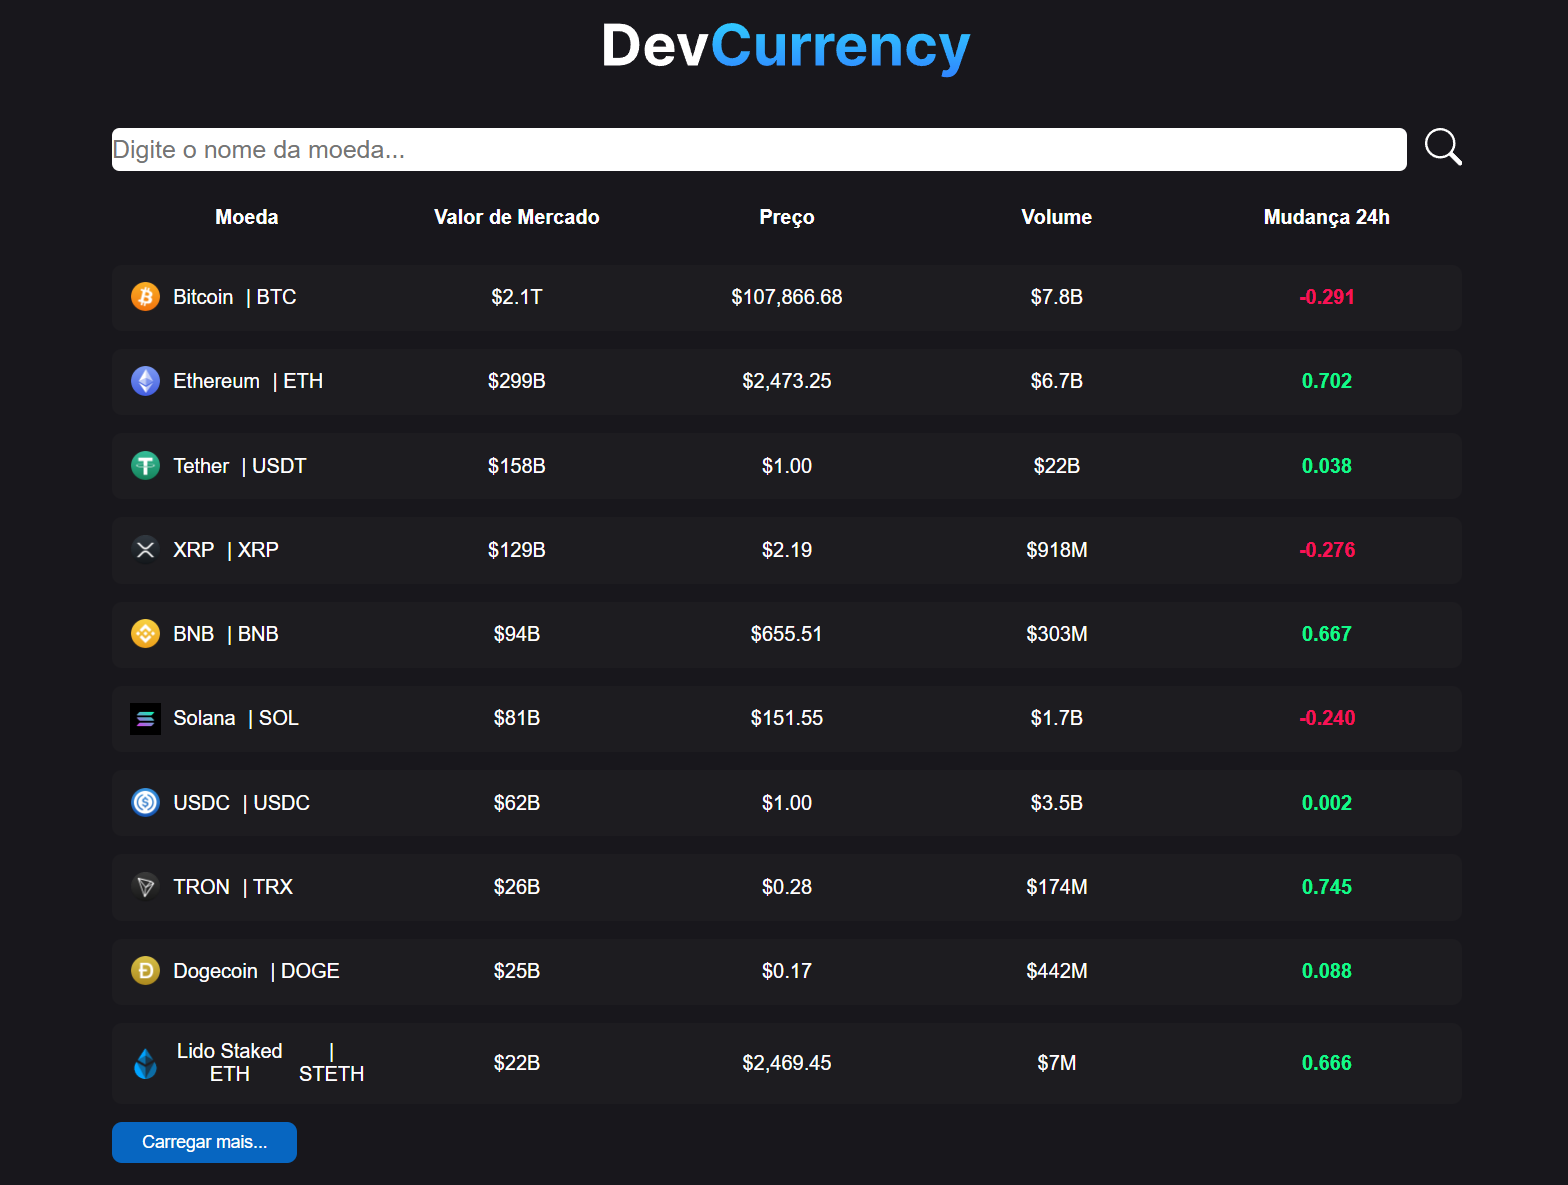 DevCurrency
Digite o nome da moeda...
Moeda Valor de Mercado Preço Volume Mudança 24h
Bitcoin | BTC $2.1T $107,866.68 $7.8B -0.291
Ethereum | ETH $299B $2,473.25 $6.7B 0.702
Tether | USDT $158B $1.00 $22B 0.038
XRP | XRP $129B $2.19 $918M -0.276
BNB | BNB $94B $655.51 $303M 0.667
Solana | SOL $81B $151.55 $1.7B -0.240
USDC | USDC $62B $1.00 $3.5B 0.002
TRON | TRX $26B $0.28 $174M 0.745
Dogecoin | DOGE $25B $0.17 $442M 0.088
Lido Staked ETH | STETH $22B $2,469.45 $7M 0.666
Carregar mais...